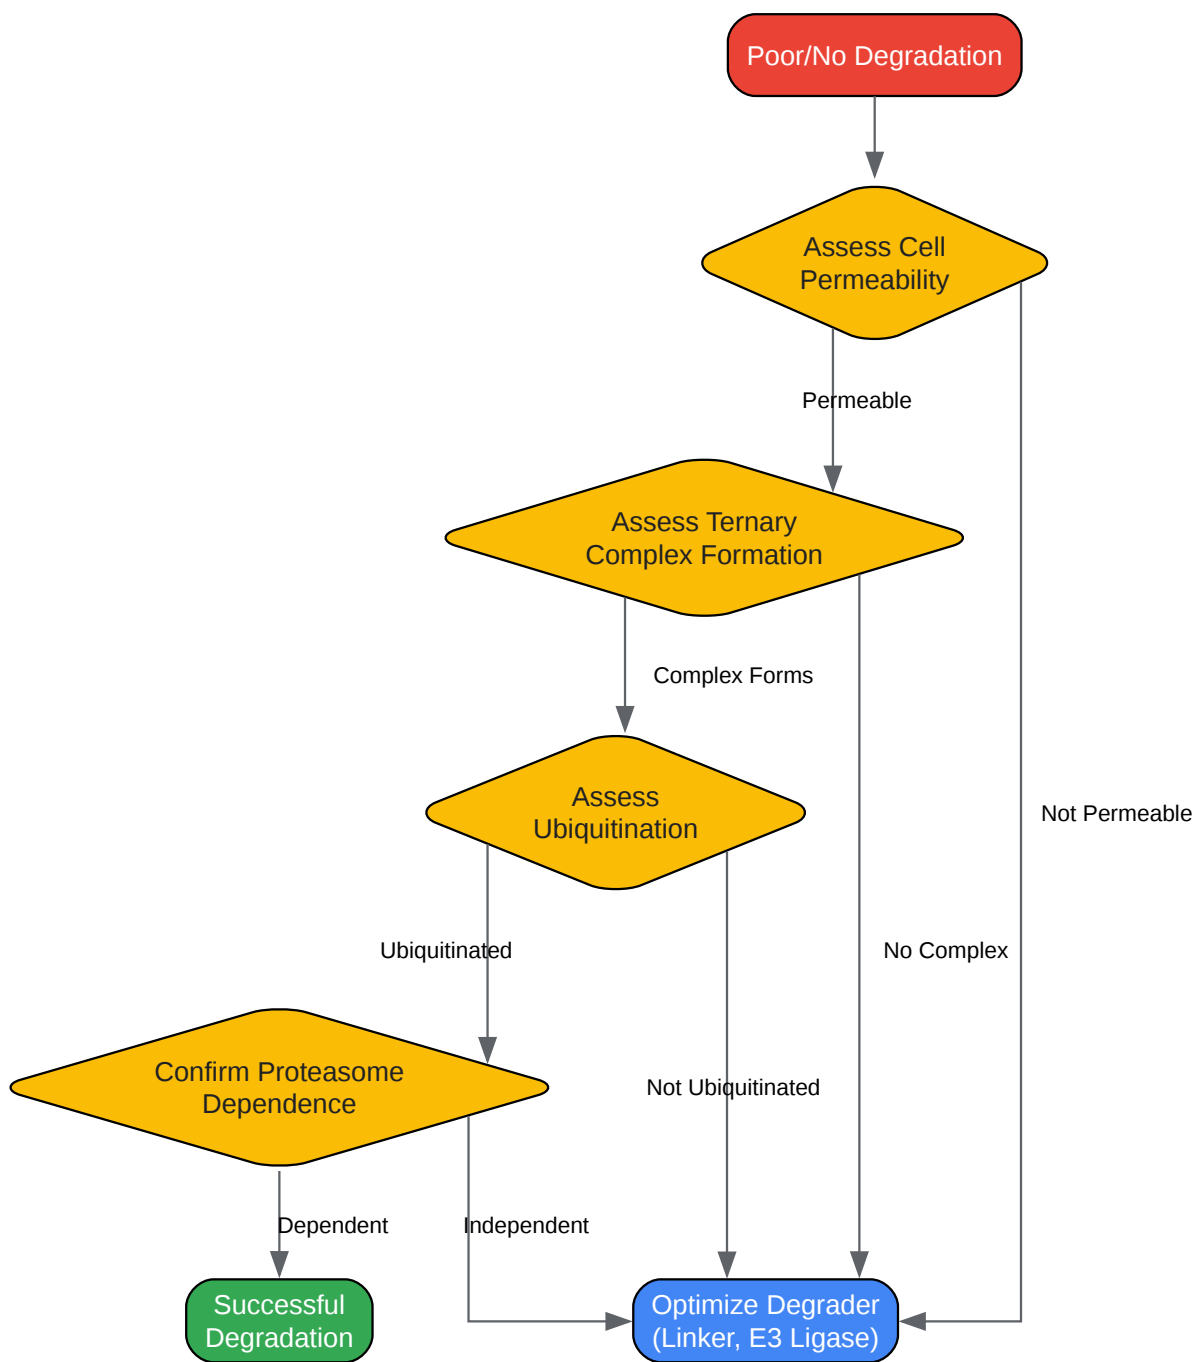 Poor/No Degradation
Assess Cell
Permeability
Permeable
Assess Ternary
Complex Formation
Complex Forms
Assess
Ubiquitination
Not Permeable
Ubiquitinated
No Complex
Confirm Proteasome
Dependence
Not Ubiquitinated
Dependent
Independent
Successful
Degradation
Optimize Degrader
(Linker, E3 Ligase)